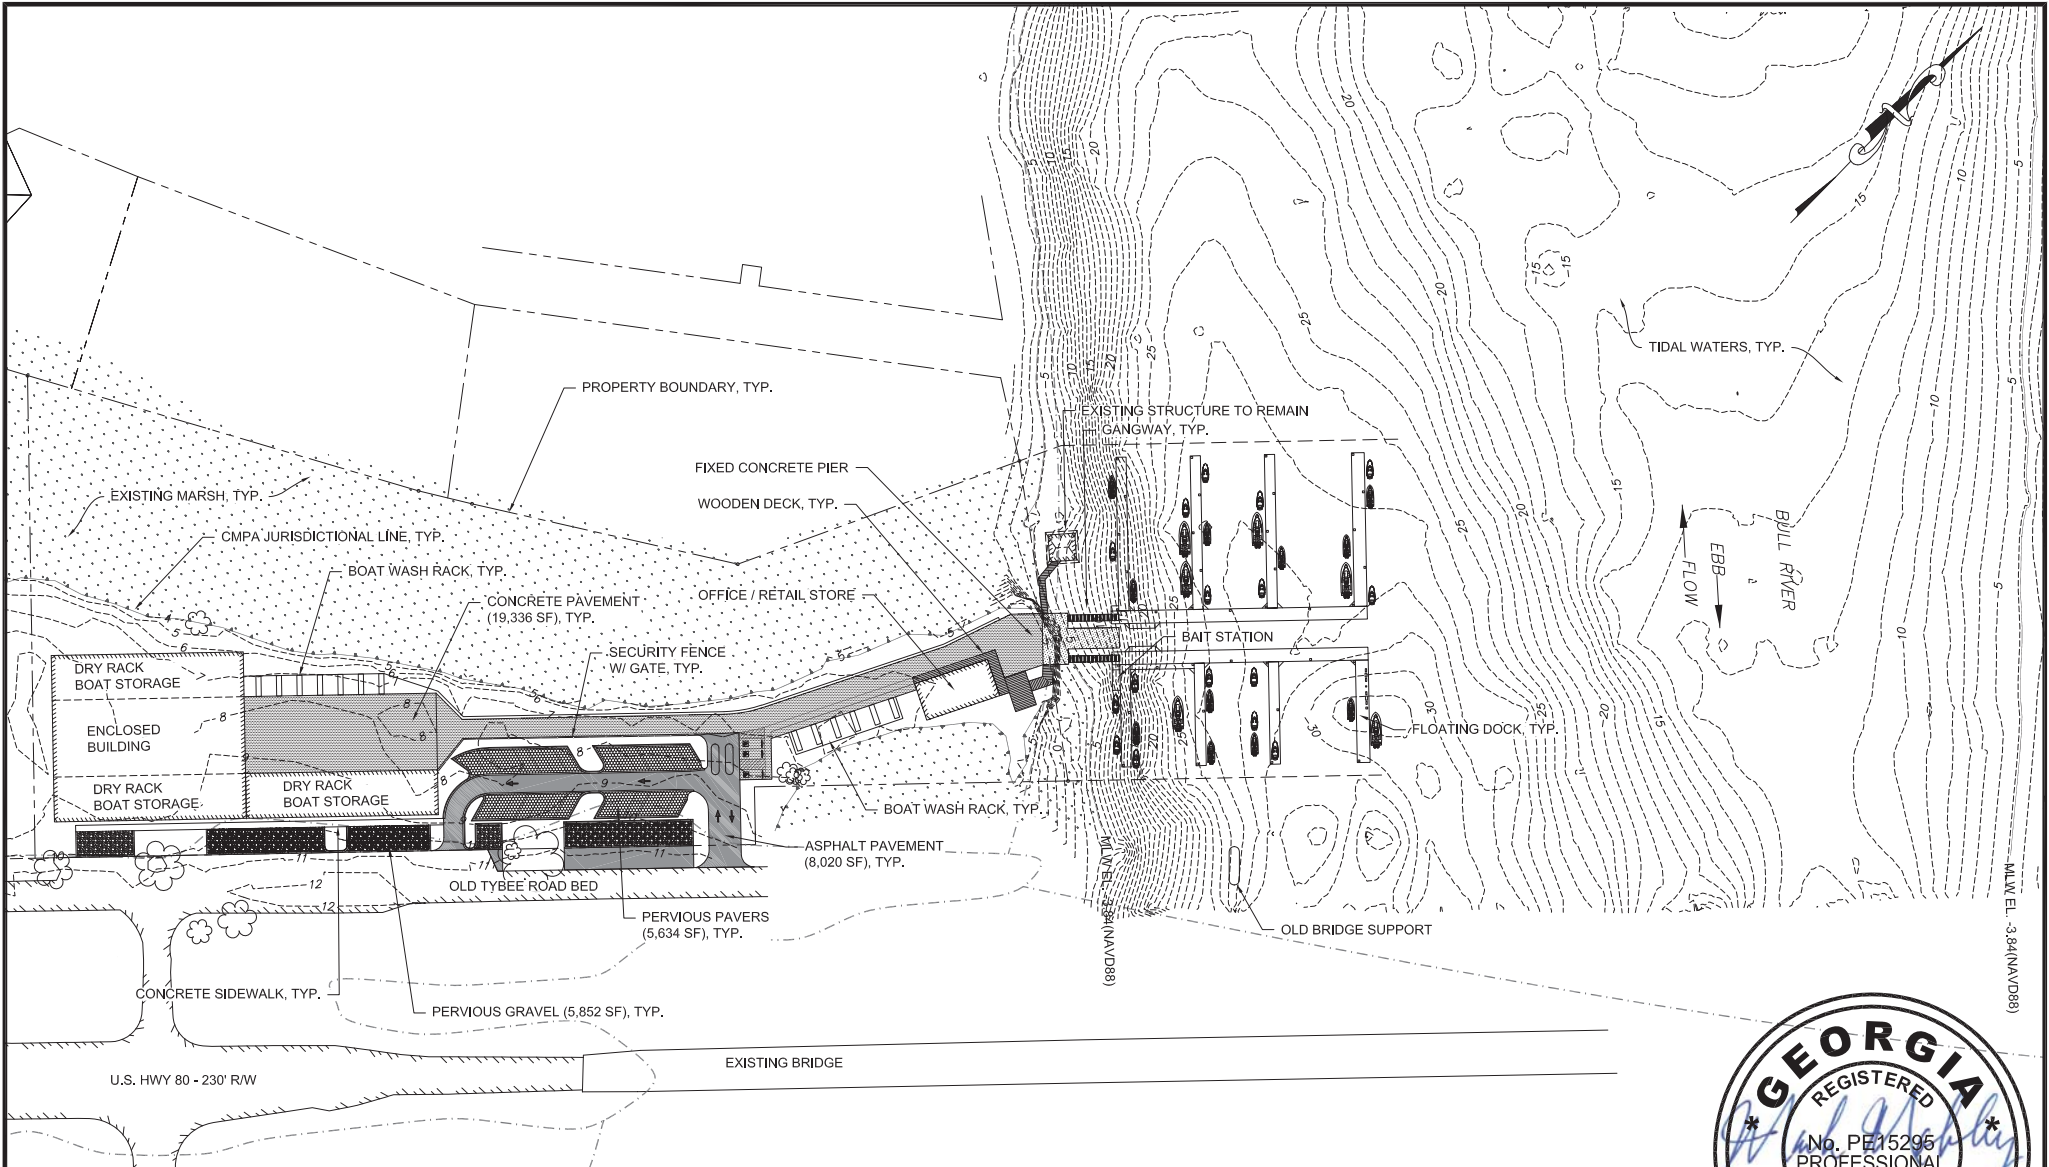 TIDAL WATERS, TYP.
PROPERTY BOUNDARY, TYP.
EXISTING STRUCTURE TO REMAIN
GANGWAY, TYP.
FIXED CONCRETE PIER
WOODEN DECK, TYP.
EXISTING MARSH, TYP.
CMPA JURISDICTIONAL LINE, TYP.
BOAT WASH RACK, TYP.
OFFICE / RETAIL STORE
CONCRETE PAVEMENT
(19,336 SF), TYP.
BULL RIVER
EBB
FLOW
BAIT STATION
SECURITY FENCE
W/ GATE, TYP.
DRY RACK
BOAT STORAGE
ENCLOSED
BUILDING
FLOATING DOCK, TYP.
DRY RACK
BOAT STORAGE
DRY RACK
BOAT STORAGE
BOAT WASH RACK, TYP.
ASPHALT PAVEMENT
(8,020 SF), TYP.
OLD TYBEE ROAD BED
PERVIOUS PAVERS
(5,634 SF), TYP.
OLD BRIDGE SUPPORT
MLW EL. -3.84(NAVD88)
MLW EL. -3.84(NAVD88)
CONCRETE SIDEWALK, TYP.
PERVIOUS GRAVEL (5,852 SF), TYP.
EXISTING BRIDGE
U.S. HWY 80 - 230' R/W
* GEORGIA *
REGISTERED
No. PE15295
PROFESSIONAL